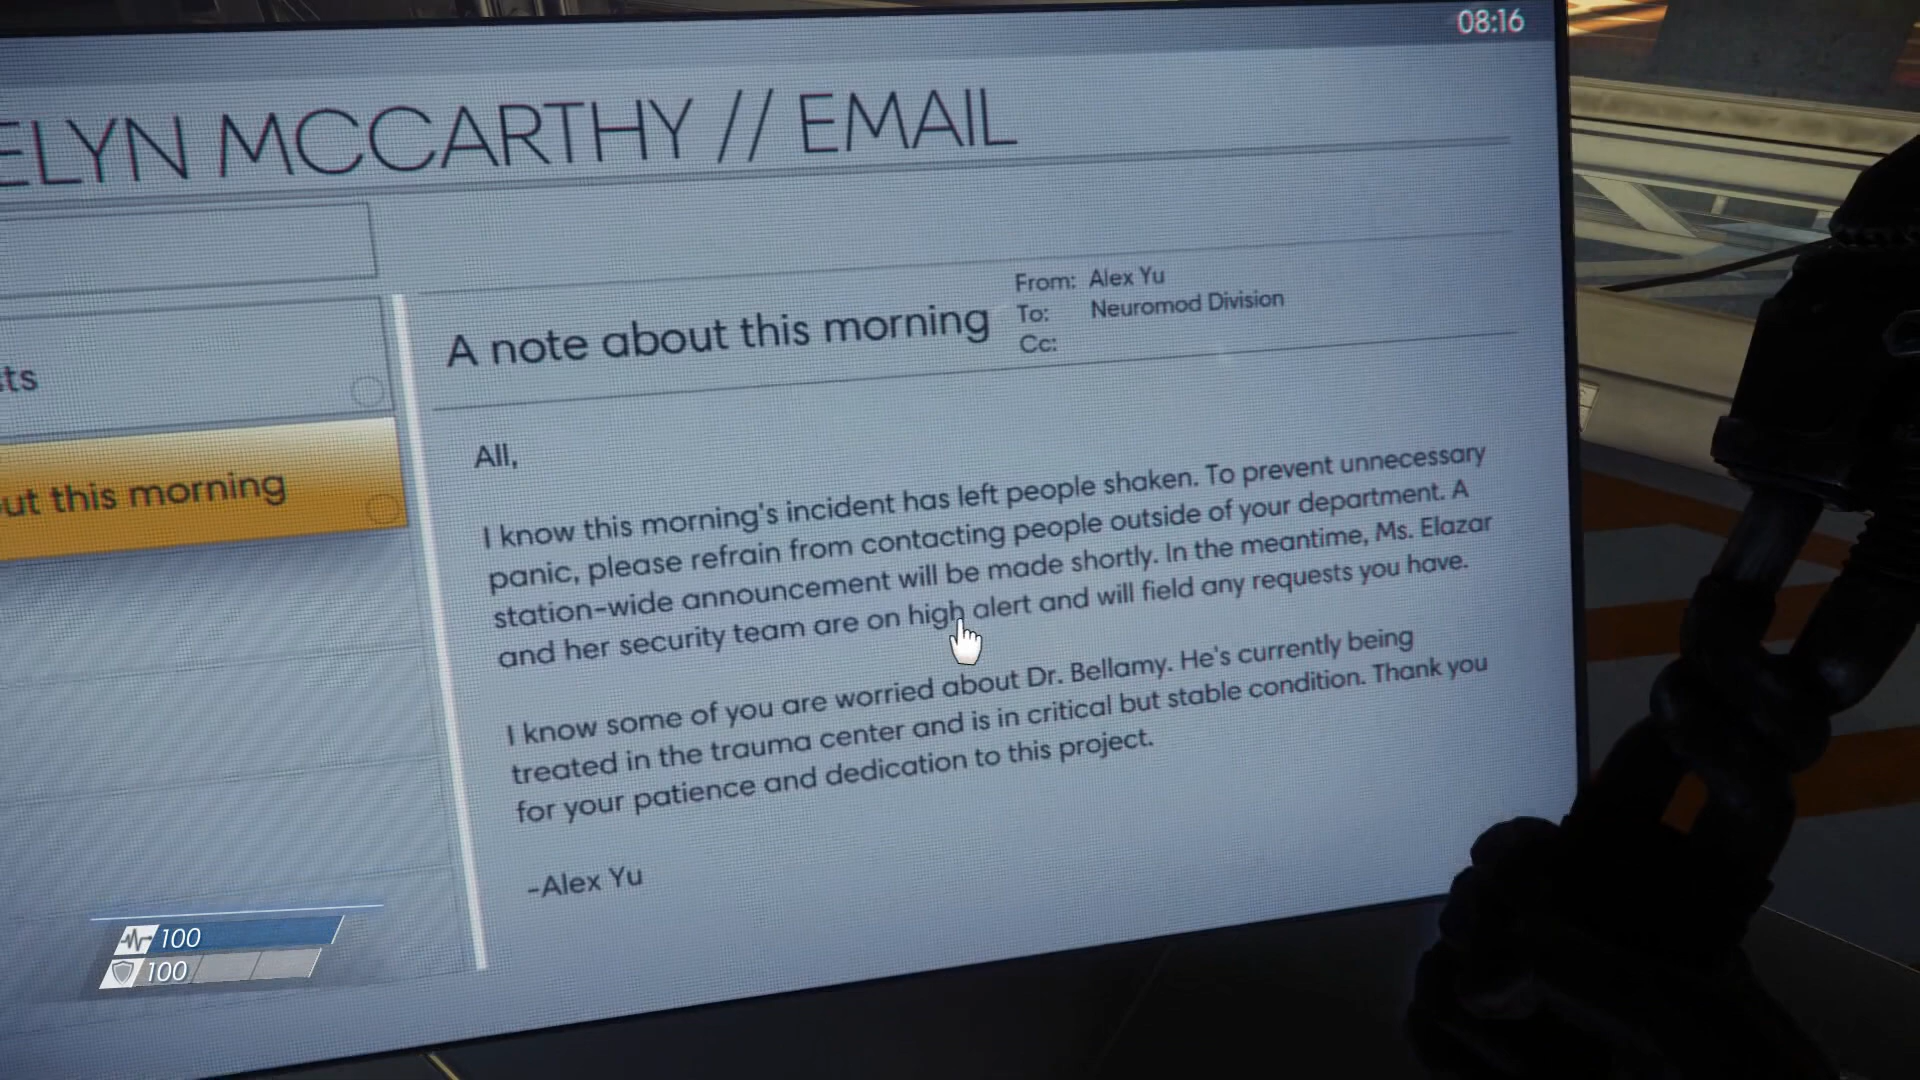 08:16
ELYN MCCARTHY // EMAIL
From: Alex Yu
A note about this morning
To: Neuromod Division
Cc:
ts
ut this morning
All,
I know this morning's incident has left people shaken. To prevent unnecessary
panic, please refrain from contacting people outside of your department. A
station-wide announcement will be made shortly. In the meantime, Ms. Elazar
and her security team are on high alert and will field any requests you have.
I know some of you are worried about Dr. Bellamy. He's currently being
treated in the trauma center and is in critical but stable condition. Thank you
for your patience and dedication to this project.
-Alex Yu
100
100